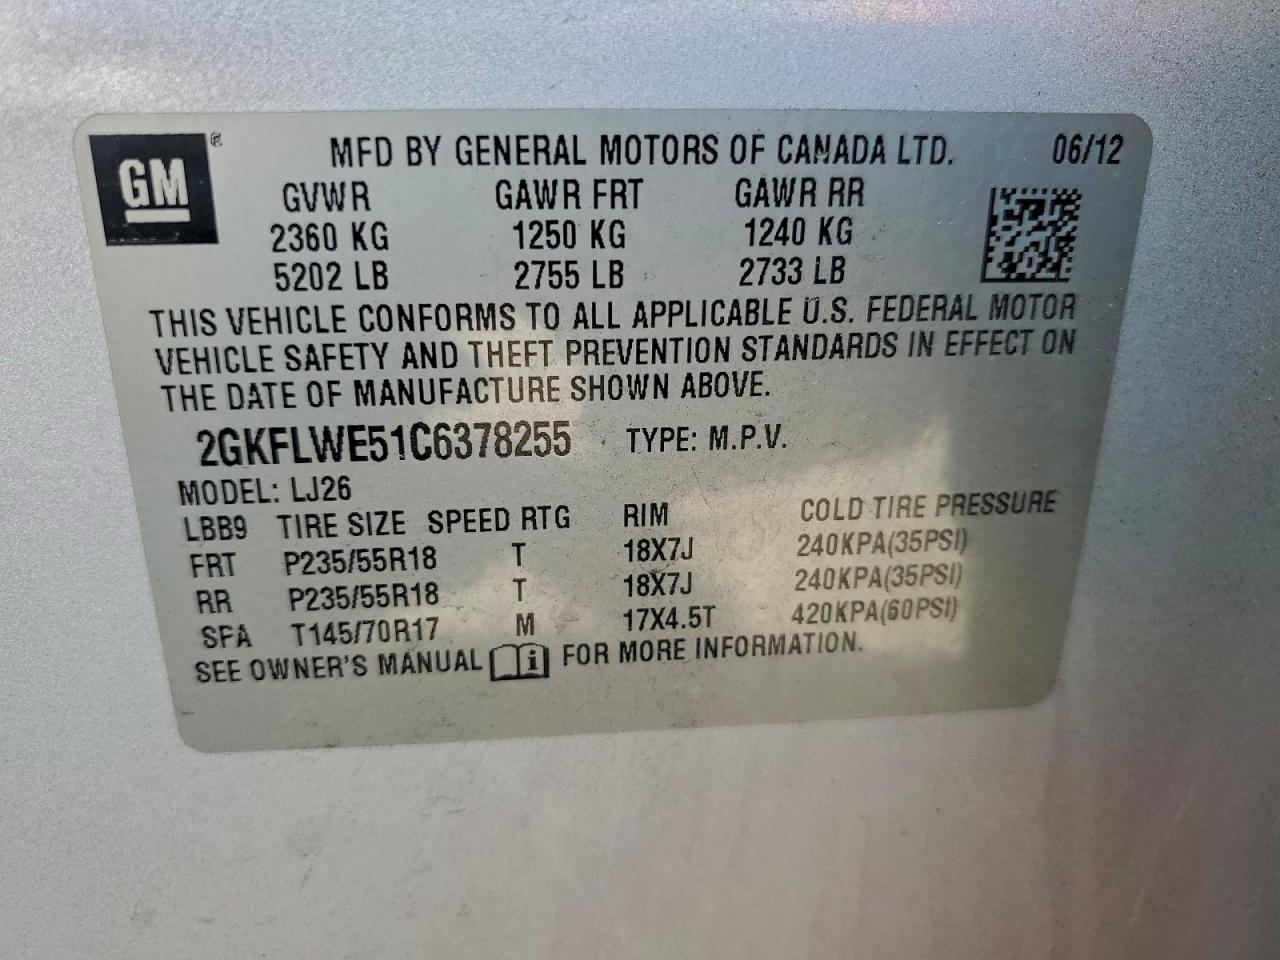 GM ®
MFD BY GENERAL MOTORS OF CANADA LTD. 06/12
GVWR GAWR FRT GAWR RR
2360 KG 1250 KG 1240 KG
5202 LB 2755 LB 2733 LB
THIS VEHICLE CONFORMS TO ALL APPLICABLE U.S. FEDERAL MOTOR
VEHICLE SAFETY AND THEFT PREVENTION STANDARDS IN EFFECT ON
THE DATE OF MANUFACTURE SHOWN ABOVE.
2GKFLWE51C6378255 TYPE: M.P.V.
MODEL: LJ26
LBB9 TIRE SIZE SPEED RTG RIM COLD TIRE PRESSURE
FRT P235/55R18 T 18X7J 240KPA(35PSI)
RR P235/55R18 T 18X7J 240KPA(35PSI)
SFA T145/70R17 M 17X4.5T 420KPA(60PSI)
SEE OWNER'S MANUAL i FOR MORE INFORMATION.